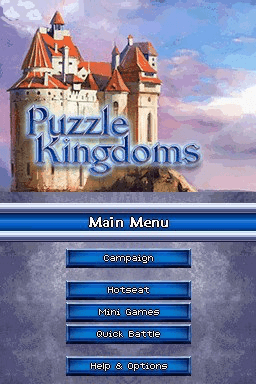 Puzzle
Kingdoms
Main Menu
Campaign
Hotseat
Mini Games
Quick Battle
Help & Options